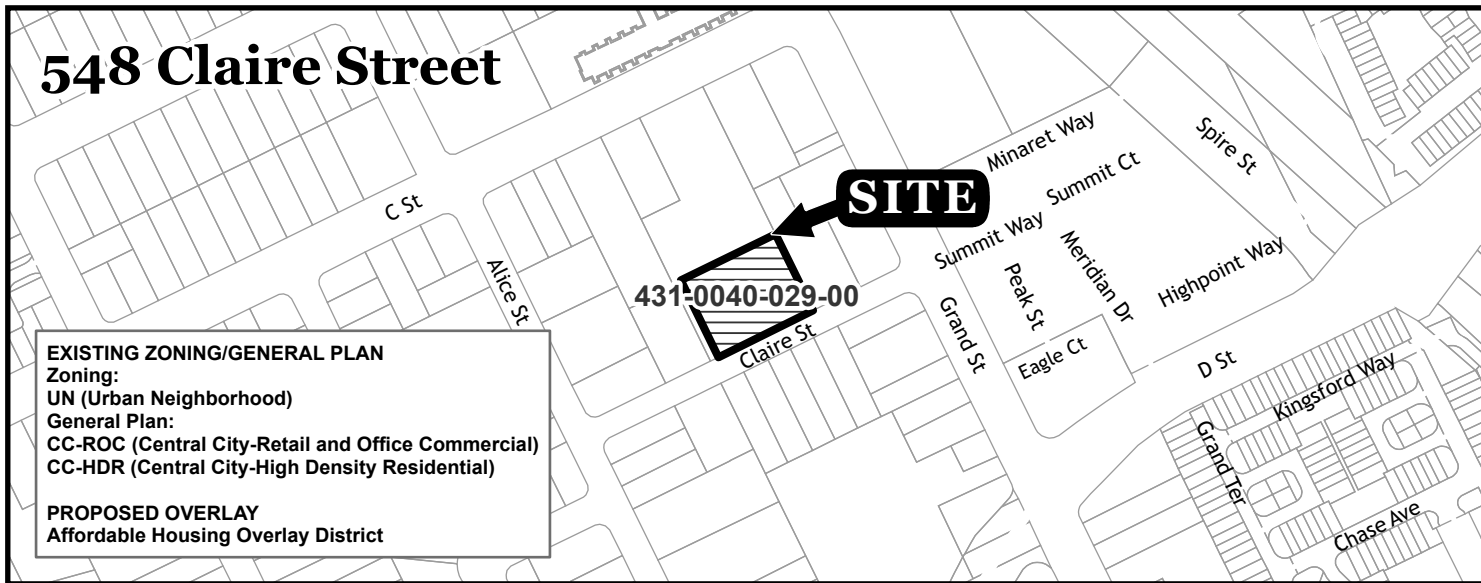 548 Claire Street
Minaret Way
Spire St
Summit Ct
SITE
C St
Summit Way
Meridian Dr
Highpoint Way
Alice St
Peak St
431-0040-029-00
Grand St
Claire St
Eagle Ct
D St
Kingsford Way
Grand Ter
Chase Ave
EXISTING ZONING/GENERAL PLAN
Zoning:
UN (Urban Neighborhood)
General Plan:
CC-ROC (Central City-Retail and Office Commercial)
CC-HDR (Central City-High Density Residential)
PROPOSED OVERLAY
Affordable Housing Overlay District